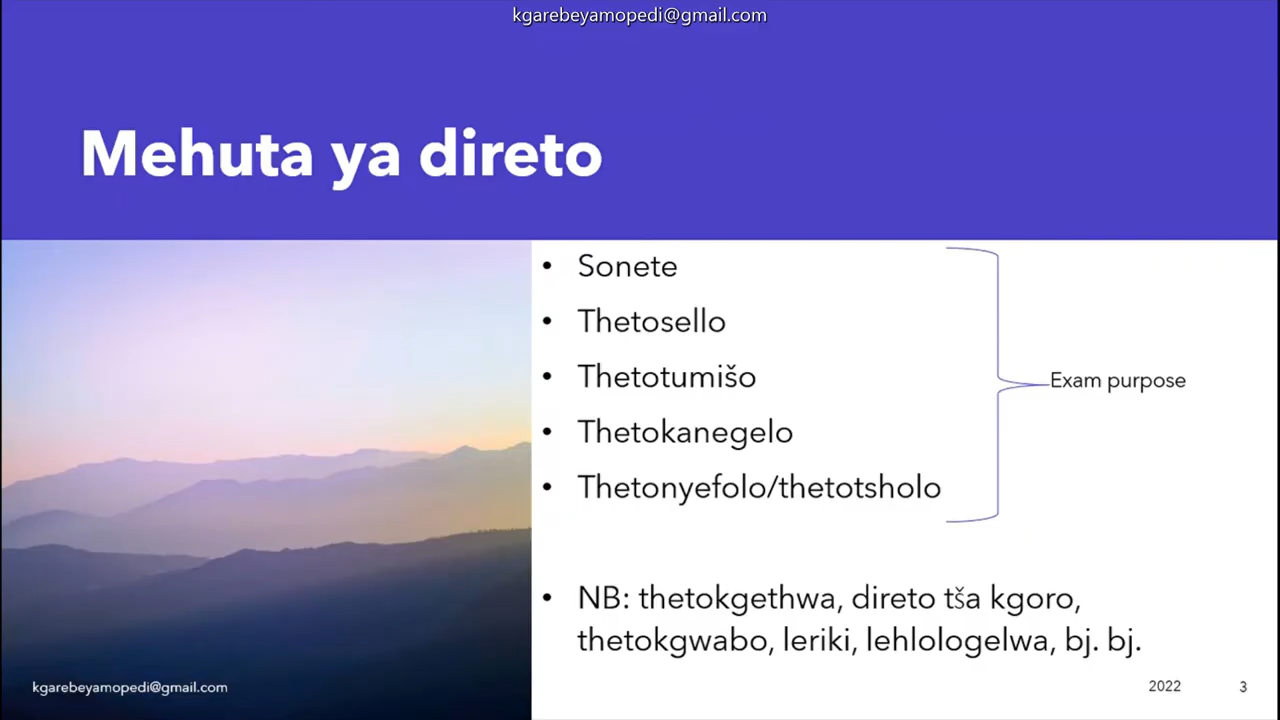 kgarebeyamopedi@gmail.com
Mehuta ya direto
• Sonete
• Thetosello
• Thetotumišo
• Thetokanegelo
• Thetonyefolo/thetotsholo
Exam purpose
• NB: thetokgethwa, direto tša kgoro,
thetokgwabo, leriki, lehlologelwa, bj. bj.
kgarebeyamopedi@gmail.com
2022
3